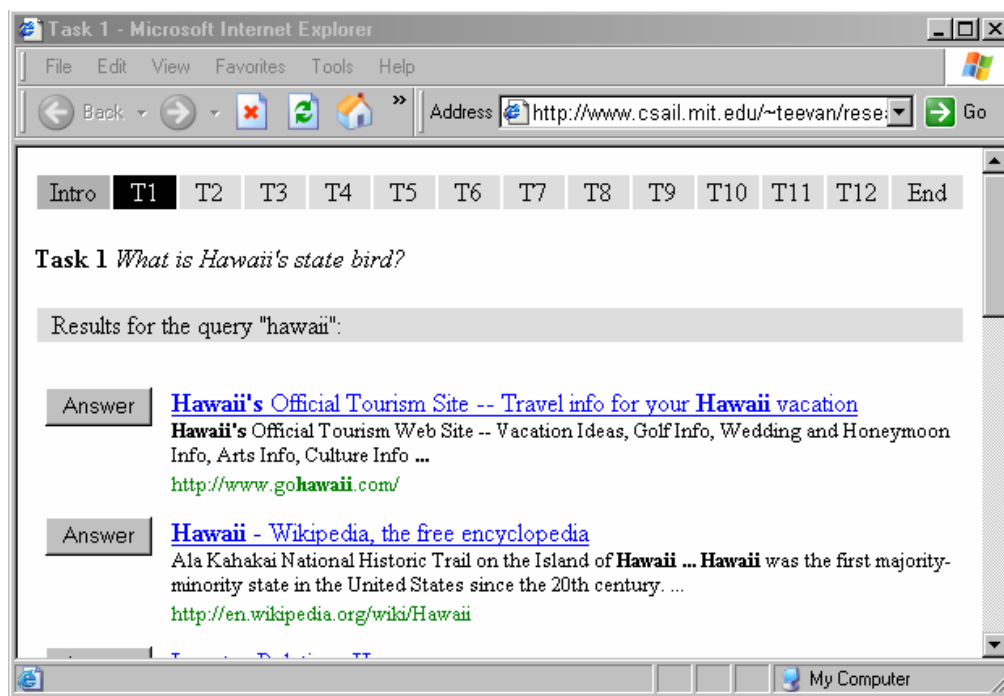 Task 1 - Microsoft Internet Explorer
File Edit View Favorites Tools Help
Back » Address http://www.csail.mit.edu/~teevan/rese Go
Intro T1 T2 T3 T4 T5 T6 T7 T8 T9 T10 T11 T12 End
Task 1 What is Hawaii's state bird?
Results for the query "hawaii":
Answer Hawaii's Official Tourism Site -- Travel info for your Hawaii vacation
Hawaii's Official Tourism Web Site -- Vacation Ideas, Golf Info, Wedding and Honeymoon
Info, Arts Info, Culture Info ...
http://www.gohawaii.com/
Answer Hawaii - Wikipedia, the free encyclopedia
Ala Kahakai National Historic Trail on the Island of Hawaii ... Hawaii was the first majority-
minority state in the United States since the 20th century. ...
http://en.wikipedia.org/wiki/Hawaii
My Computer